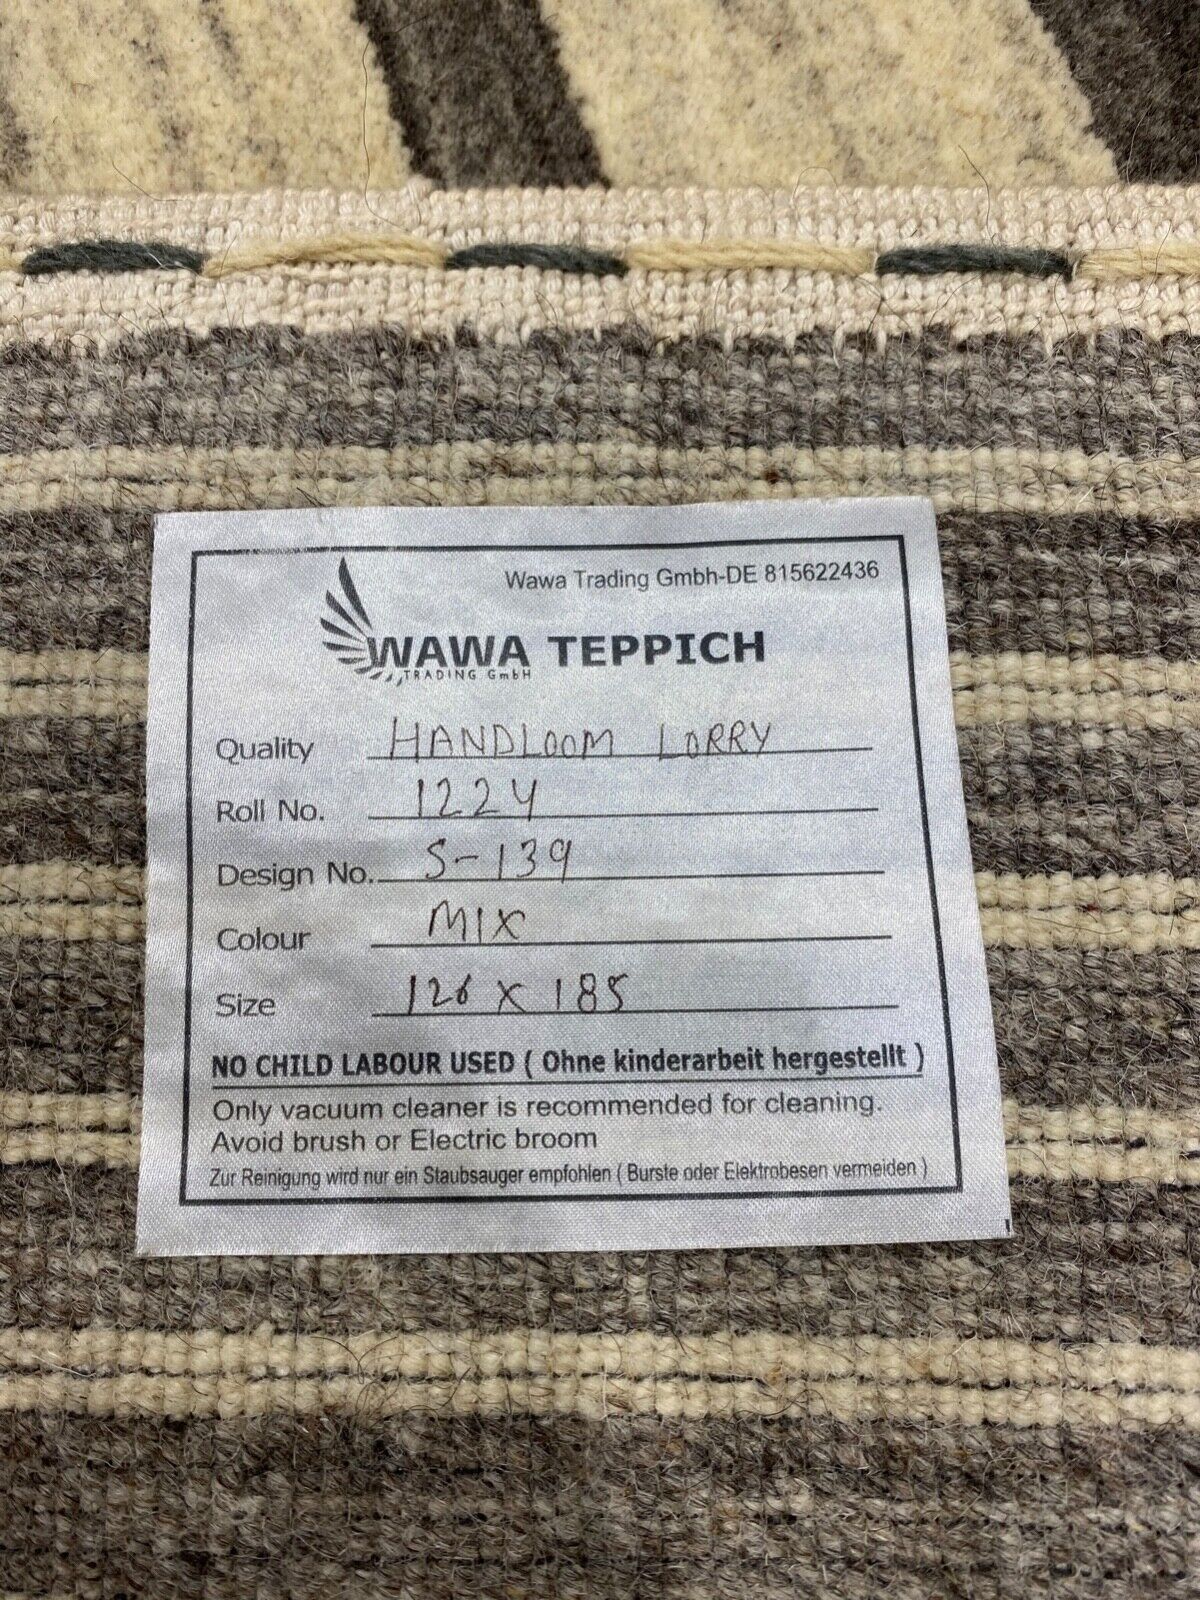 Wawa Trading Gmbh-DE 815622436
WAWA TEPPICH
TRADING GmbH
Quality HANDLOOM LORRY
Roll No. 1224
Design No. S-139
Colour MIX
Size 126 X 185
NO CHILD LABOUR USED ( Ohne kinderarbeit hergestellt )
Only vacuum cleaner is recommended for cleaning.
Avoid brush or Electric broom
Zur Reinigung wird nur ein Staubsauger empfohlen ( Burste oder Elektrobesen vermeiden )